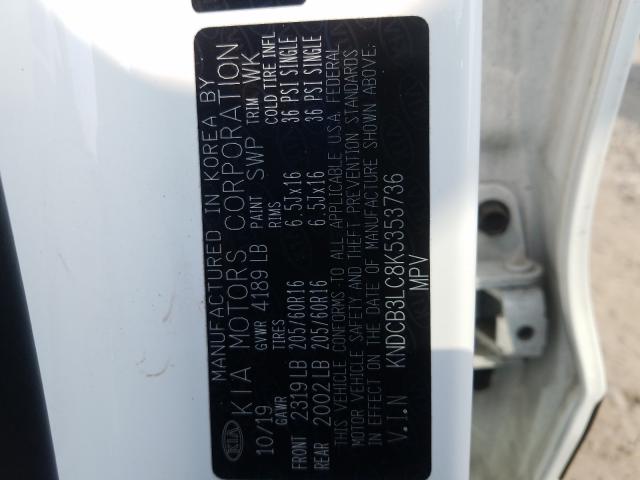 KIA
MANUFACTURED IN KOREA BY
KIA MOTORS CORPORATION
10/19 GVWR 4189 LB PAINT SWP TRIM WK
GAWR TIRES RIMS COLD TIRE INFL
FRONT 2319 LB 205/60R16 6.5Jx16 36 PSI SINGLE
REAR 2002 LB 205/60R16 6.5Jx16 36 PSI SINGLE
THIS VEHICLE CONFORMS TO ALL APPLICABLE U.S.A. FEDERAL
MOTOR VEHICLE SAFETY AND THEFT PREVENTION STANDARDS
IN EFFECT ON THE DATE OF MANUFACTURE SHOWN ABOVE.
V.I.N KNDCB3LC8K5353736
MPV